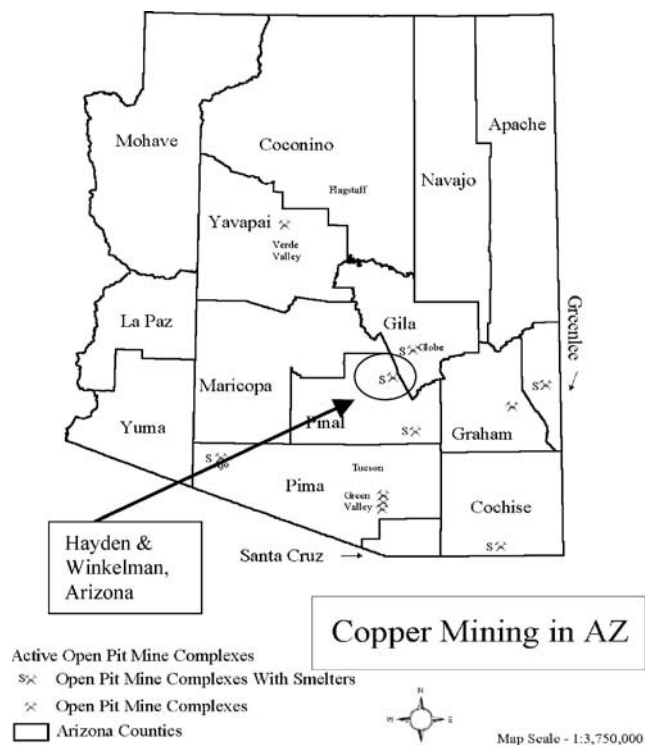 Mohave
Coconino
Navajo
Apache
Flagstaff
Yavapai
Verde
Valley
La Paz
Gila
Greenlee
S
Globe
Maricopa
S
S
Yuma
Pinal
S
Graham
S
Pima
Tucson
Green
Valley
Cochise
S
Santa Cruz
Hayden &
Winkelman,
Arizona
Copper Mining in AZ
Active Open Pit Mine Complexes
S Open Pit Mine Complexes With Smelters
Open Pit Mine Complexes
Arizona Counties
N
W E
S
Map Scale - 1:3,750,000